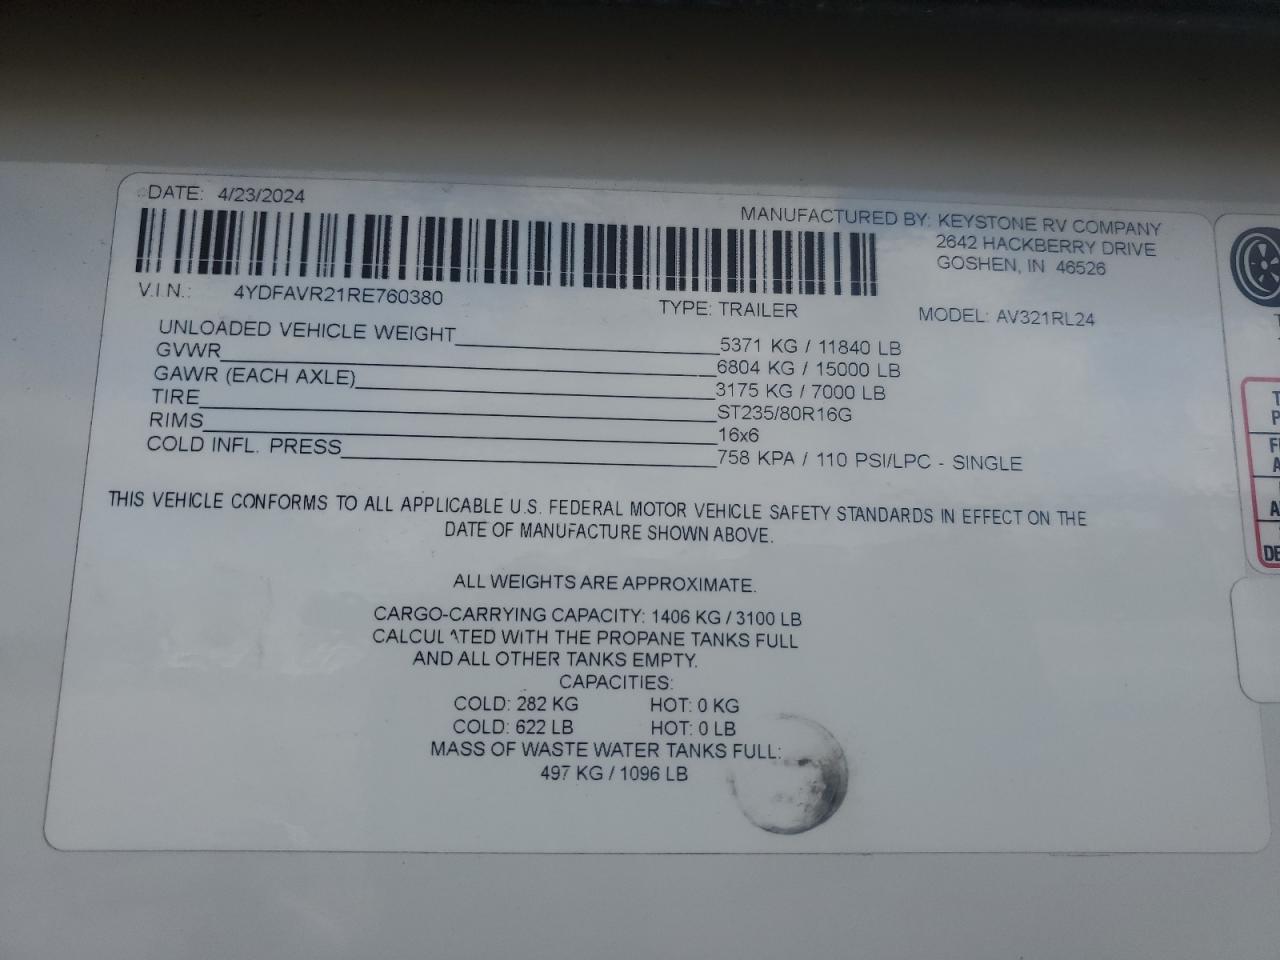 DATE: 4/23/2024
MANUFACTURED BY: KEYSTONE RV COMPANY
2642 HACKBERRY DRIVE
GOSHEN, IN 46526
V.I.N.: 4YDFAVR21RE760380
TYPE: TRAILER
MODEL: AV321RL24
UNLOADED VEHICLE WEIGHT 5371 KG / 11840 LB
GVWR 6804 KG / 15000 LB
GAWR (EACH AXLE) 3175 KG / 7000 LB
TIRE ST235/80R16G
RIMS 16x6
COLD INFL. PRESS 758 KPA / 110 PSI/LPC - SINGLE
THIS VEHICLE CONFORMS TO ALL APPLICABLE U.S. FEDERAL MOTOR VEHICLE SAFETY STANDARDS IN EFFECT ON THE
DATE OF MANUFACTURE SHOWN ABOVE.
ALL WEIGHTS ARE APPROXIMATE.
CARGO-CARRYING CAPACITY: 1406 KG / 3100 LB
CALCULATED WITH THE PROPANE TANKS FULL
AND ALL OTHER TANKS EMPTY.
CAPACITIES:
COLD: 282 KG HOT: 0 KG
COLD: 622 LB HOT: 0 LB
MASS OF WASTE WATER TANKS FULL:
497 KG / 1096 LB